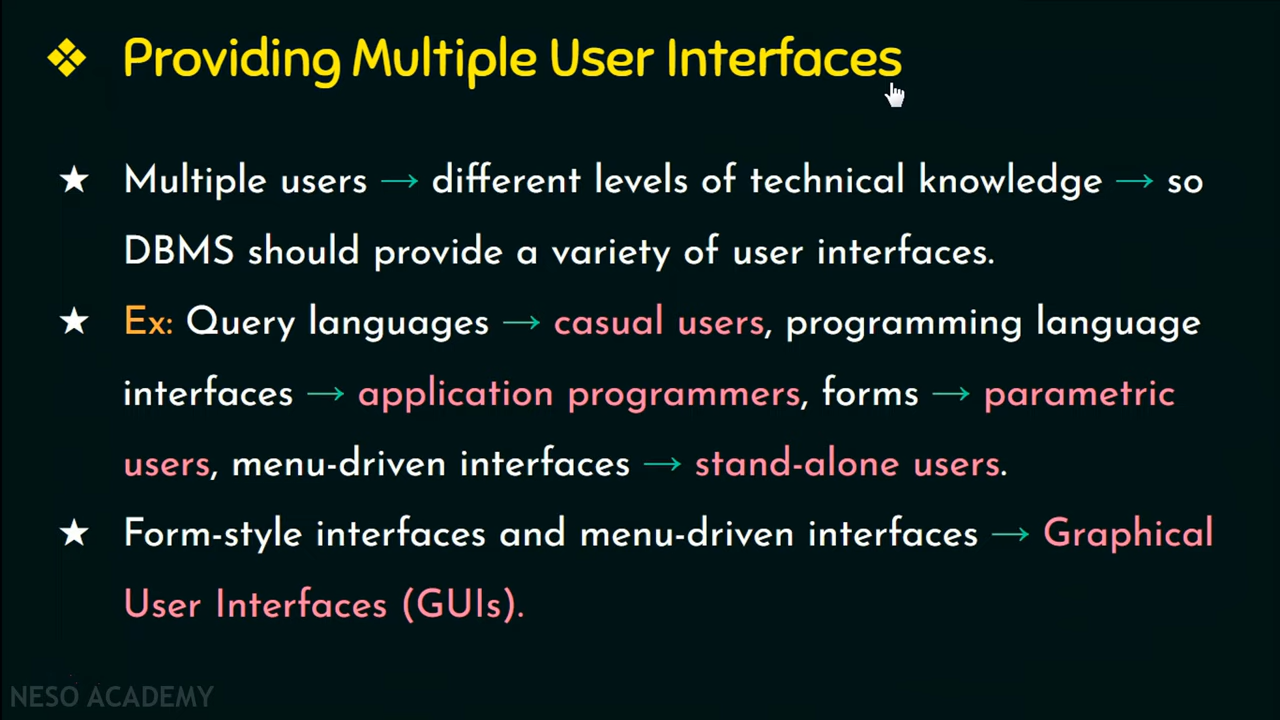 ❖ Providing Multiple User Interfaces
★ Multiple users → different levels of technical knowledge → so
DBMS should provide a variety of user interfaces.
★ Ex: Query languages → casual users, programming language
interfaces → application programmers, forms → parametric
users, menu-driven interfaces → stand-alone users.
★ Form-style interfaces and menu-driven interfaces → Graphical
User Interfaces (GUIs).
NESO ACADEMY